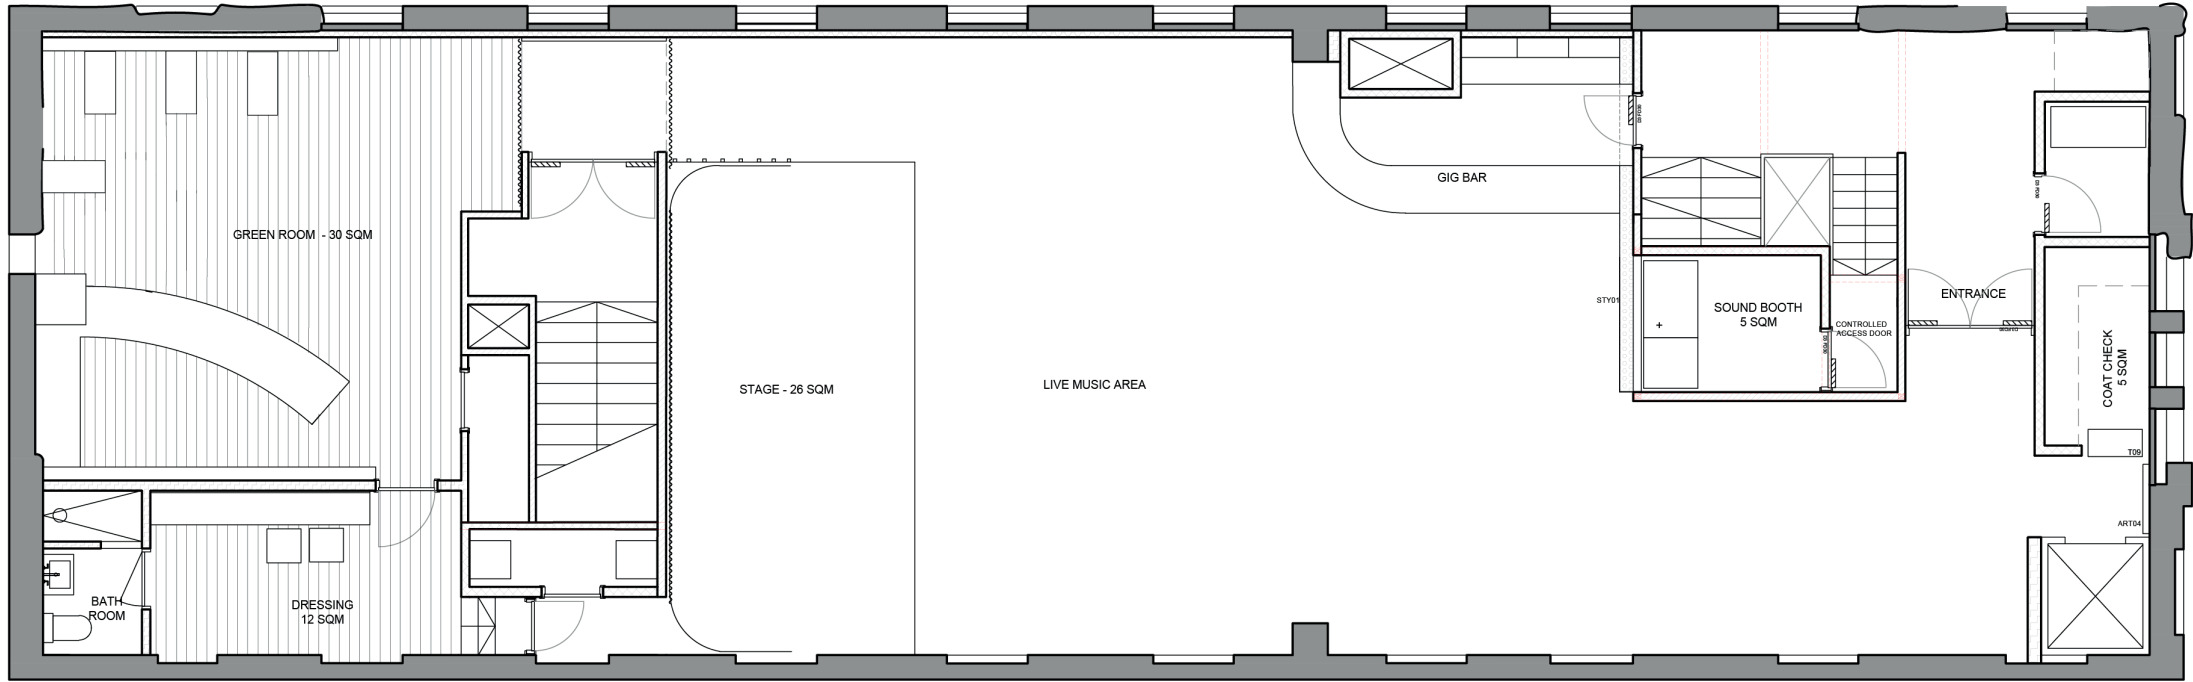 GREEN ROOM - 30 SQM
GIG BAR
STAGE - 26 SQM
LIVE MUSIC AREA
STY01
SOUND BOOTH
5 SQM
CONTROLLED
ACCESS DOOR
ENTRANCE
COAT CHECK
5 SQM
T09
ART04
BATH
ROOM
DRESSING
12 SQM